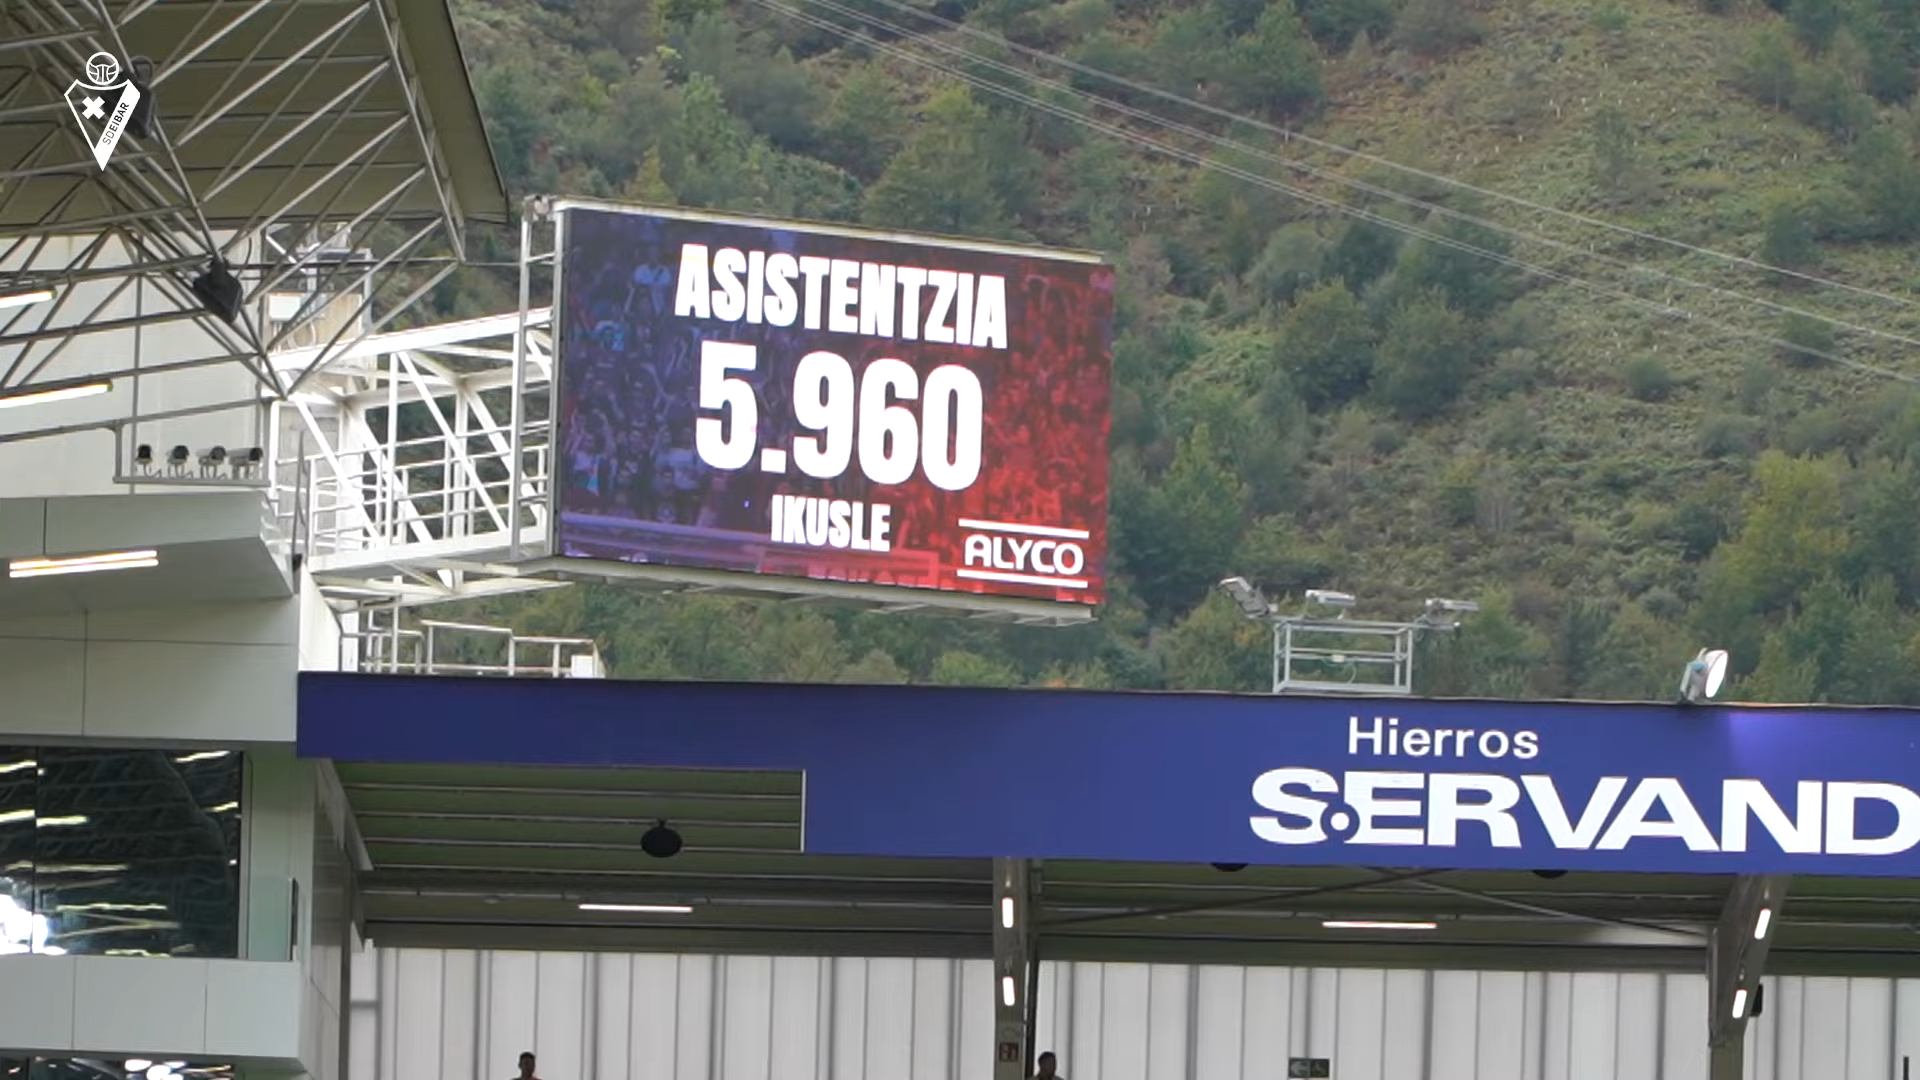 SDEIBAR
ASISTENTZIA
5.960
IKUSLE
ALYCO
Hierros
SERVAND